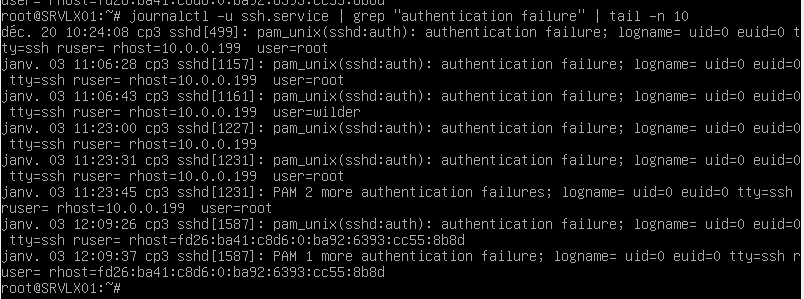 root@SRVLX01:~# journalctl -u ssh.service | grep "authentication failure" | tail -n 10
déc. 20 10:24:08 cp3 sshd[499]: pam_unix(sshd:auth): authentication failure; logname= uid=0 euid=0 t
ty=ssh ruser= rhost=10.0.0.199  user=root
janv. 03 11:06:28 cp3 sshd[1157]: pam_unix(sshd:auth): authentication failure; logname= uid=0 euid=0
 tty=ssh ruser= rhost=10.0.0.199  user=root
janv. 03 11:06:43 cp3 sshd[1161]: pam_unix(sshd:auth): authentication failure; logname= uid=0 euid=0
 tty=ssh ruser= rhost=10.0.0.199  user=wilder
janv. 03 11:23:00 cp3 sshd[1227]: pam_unix(sshd:auth): authentication failure; logname= uid=0 euid=0
 tty=ssh ruser= rhost=10.0.0.199
janv. 03 11:23:31 cp3 sshd[1231]: pam_unix(sshd:auth): authentication failure; logname= uid=0 euid=0
 tty=ssh ruser= rhost=10.0.0.199  user=root
janv. 03 11:23:45 cp3 sshd[1231]: PAM 2 more authentication failures; logname= uid=0 euid=0 tty=ssh
ruser= rhost=10.0.0.199  user=root
janv. 03 12:09:26 cp3 sshd[1587]: pam_unix(sshd:auth): authentication failure; logname= uid=0 euid=0
 tty=ssh ruser= rhost=fd26:ba41:c8d6:0:ba92:6393:cc55:8b8d
janv. 03 12:09:37 cp3 sshd[1587]: PAM 1 more authentication failure; logname= uid=0 euid=0 tty=ssh r
user= rhost=fd26:ba41:c8d6:0:ba92:6393:cc55:8b8d
root@SRVLX01:~#